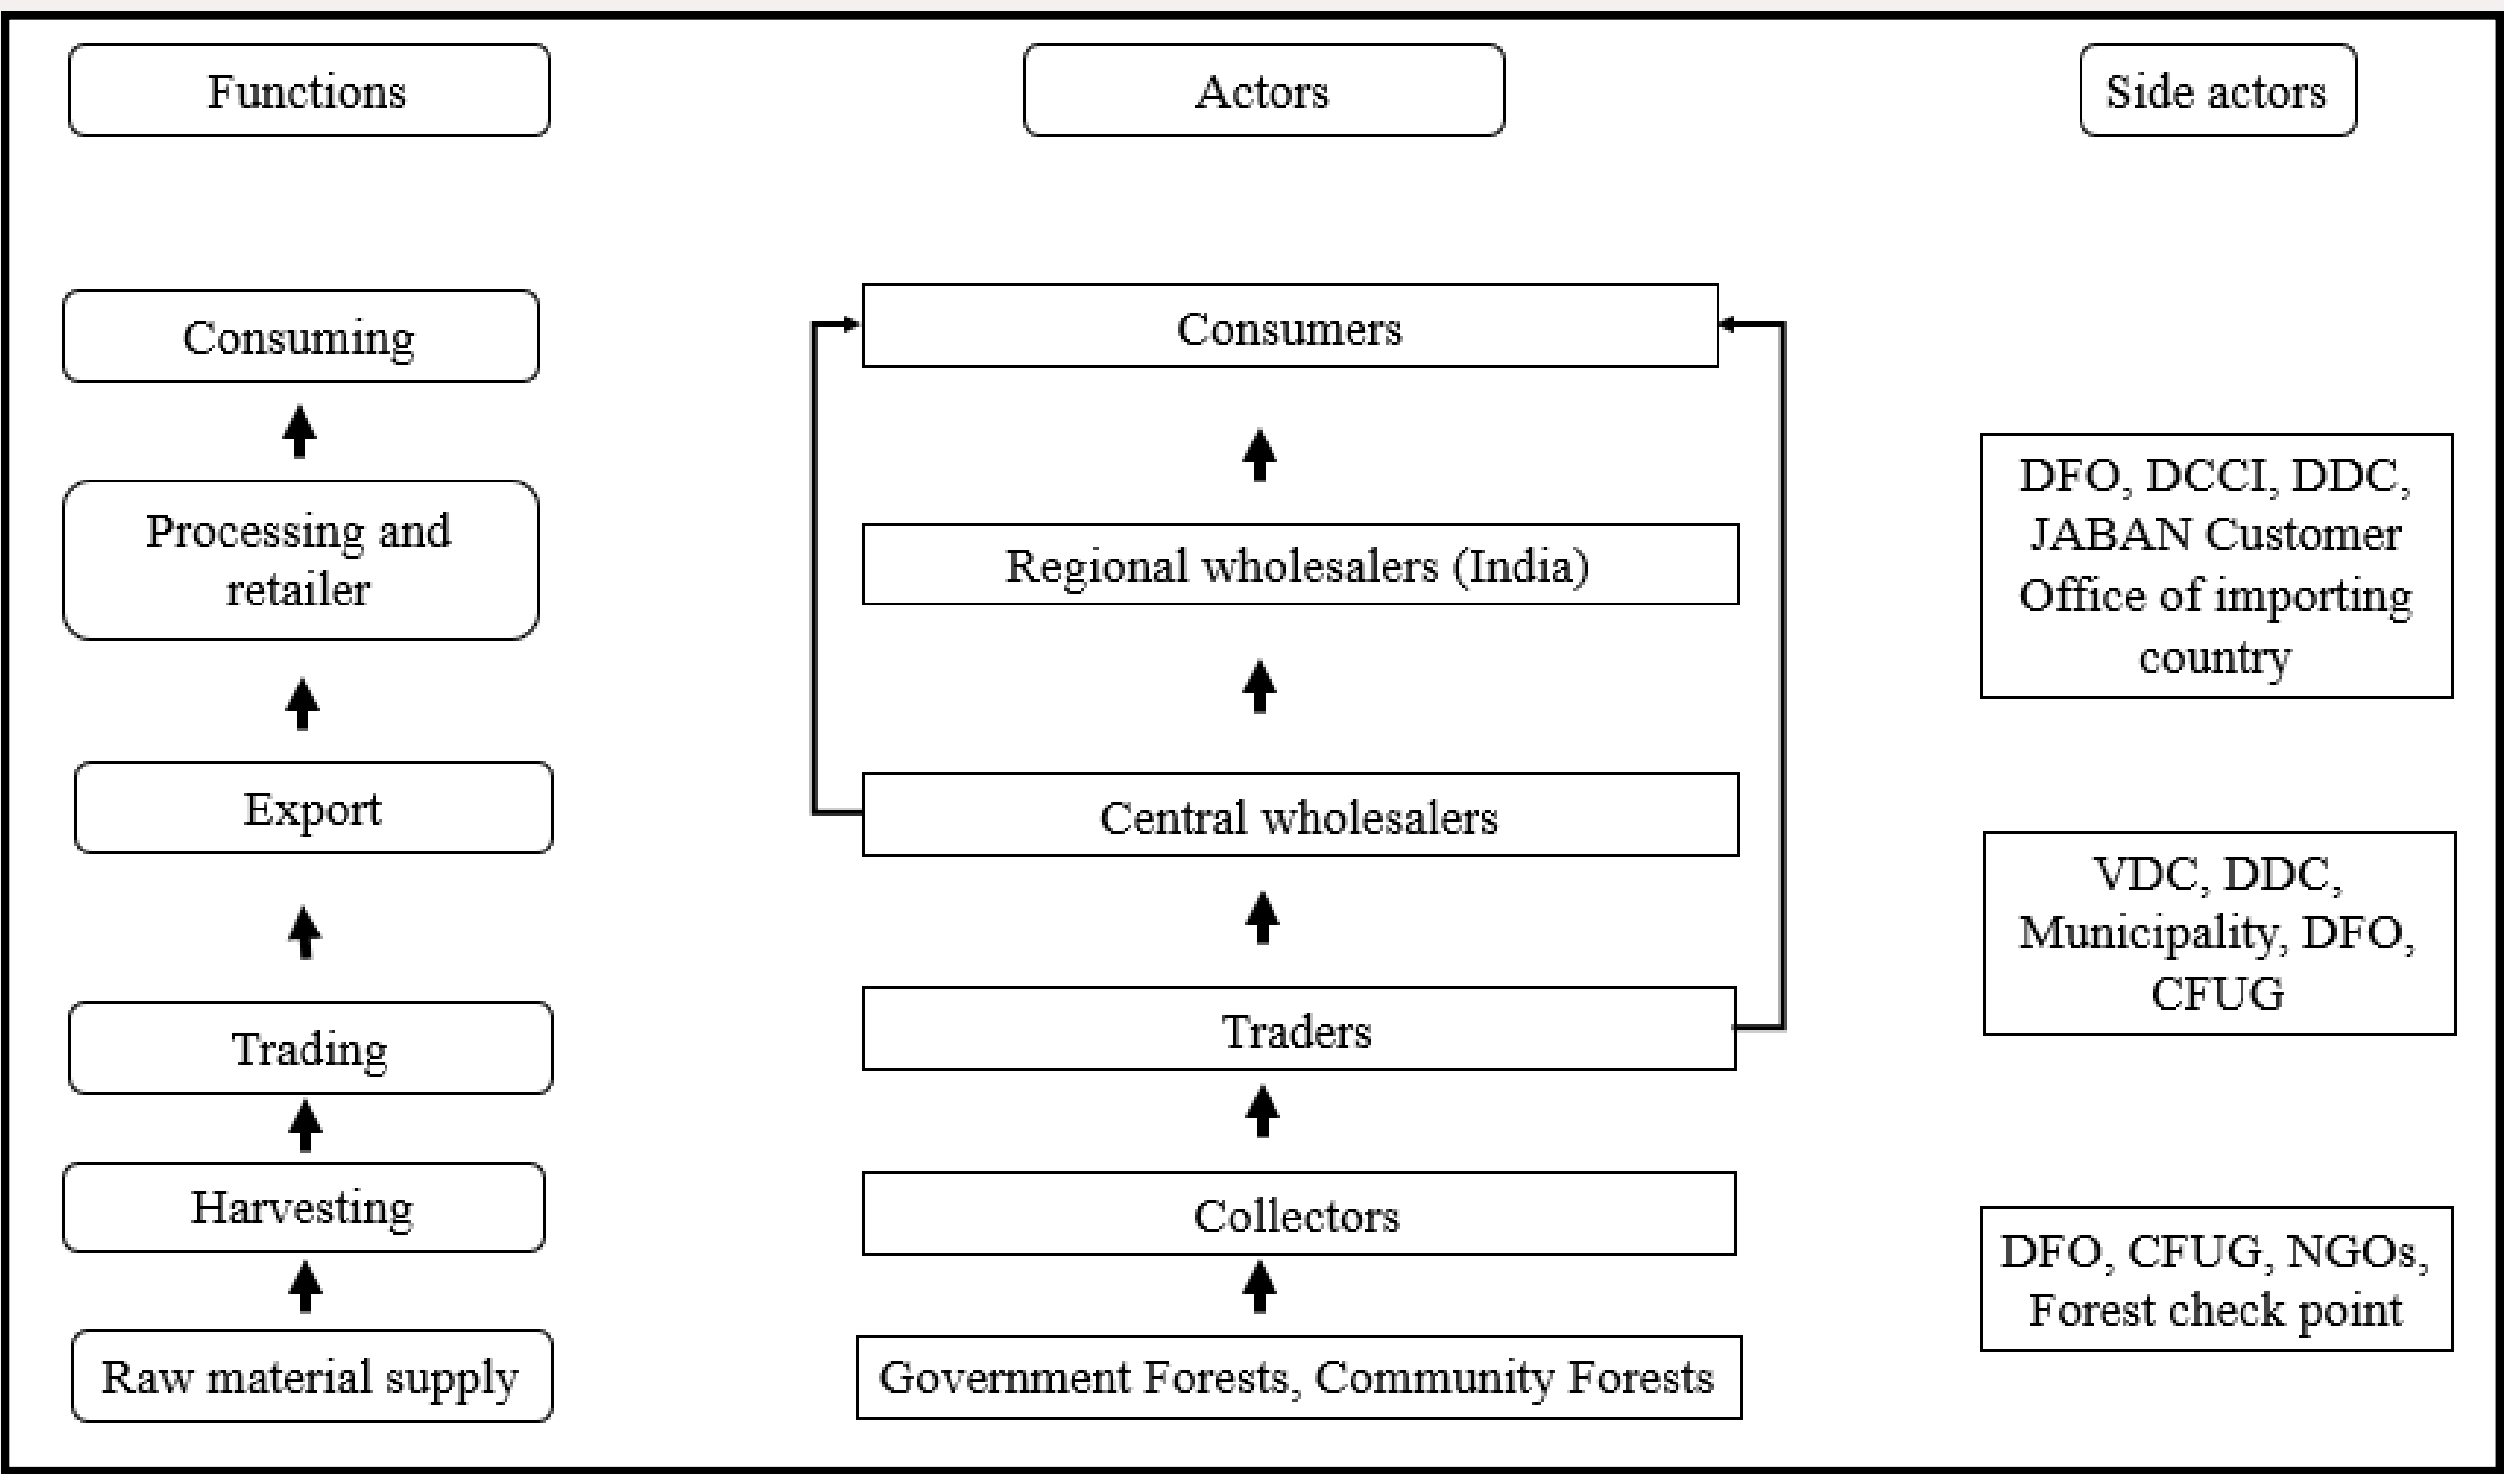 Functions
Actors
Side actors
Consuming
Processing and
retailer
Export
Trading
Harvesting
Raw material supply
Consumers
Regional wholesalers (India)
Central wholesalers
Traders
Collectors
Government Forests, Community Forests
DFO, DCCI, DDC,
JABAN Customer
Office of importing
country
VDC, DDC,
Municipality, DFO,
CFUG
DFO, CFUG, NGOs,
Forest check point